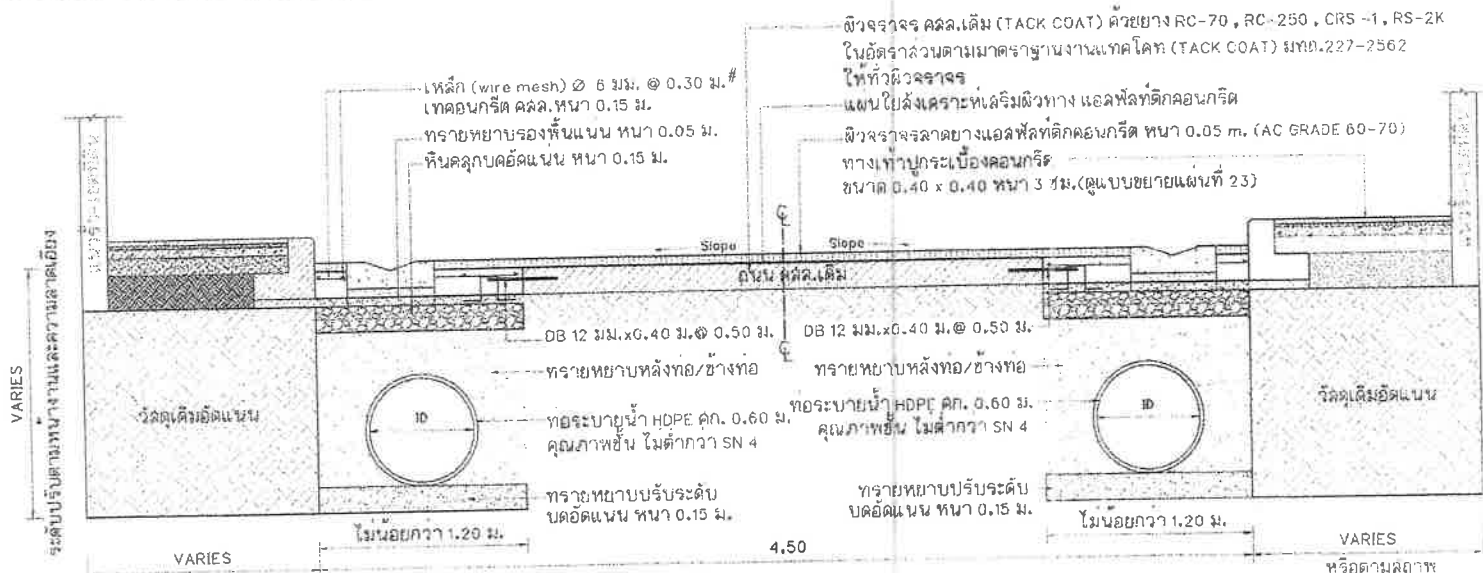 ผิวจราจร คสล.เดิม (TACK COAT) ด้วยยาง RC-70 , RC-250 , CRS -1, RS-2K
ในอัตราส่วนตามมาตราฐานงานแทคโคท (TACK COAT) มทถ.227-2562
ให้ทั่วผิวจราจร
แผ่นใยสังเคราะห์เสริมผิวทาง แอสฟัลท์ติกคอนกรีต
ผิวจราจรลาดยางแอสฟัลท์ติกคอนกรีต หนา 0.05 m. (AC GRADE 60-70)
ทางเท้าปูกระเบื้องคอนกรีต
ขนาด 0.40 x 0.40 หนา 3 ซม.(ดูแบบขยายแผ่นที่ 23)
เหล็ก (wire mesh) Ø 6 มม. @ 0.30 ม.#
เทคอนกรีต คสล.หนา 0.15 ม.
ทรายหยาบรองพื้นแน่น หนา 0.05 ม.
หินคลุกบดอัดแน่น หนา 0.15 ม.
℄
Slope
Slope
ถนน คสล.เดิม
DB 12 มม.x0.40 ม.@ 0.50 ม.
DB 12 มม.x0.40 ม.@ 0.50 ม.
℄
ทรายหยาบหลังท่อ/ข้างท่อ
ทรายหยาบหลังท่อ/ข้างท่อ
VARIES
ระดับปรับตามหน้างานและความลาดเอียง
วัสดุเดิมอัดแน่น
ID
ท่อระบายน้ำ HDPE ศก. 0.60 ม.
คุณภาพชั้น ไม่ต่ำกว่า SN 4
ท่อระบายน้ำ HDPE ศก. 0.60 ม.
คุณภาพชั้น ไม่ต่ำกว่า SN 4
ID
วัสดุเดิมอัดแน่น
ทรายหยาบปรับระดับ
บดอัดแน่น หนา 0.15 ม.
ทรายหยาบปรับระดับ
บดอัดแน่น หนา 0.15 ม.
ไม่น้อยกว่า 1.20 ม.
ไม่น้อยกว่า 1.20 ม.
VARIES
4.50
VARIES
หรือตามสภาพ